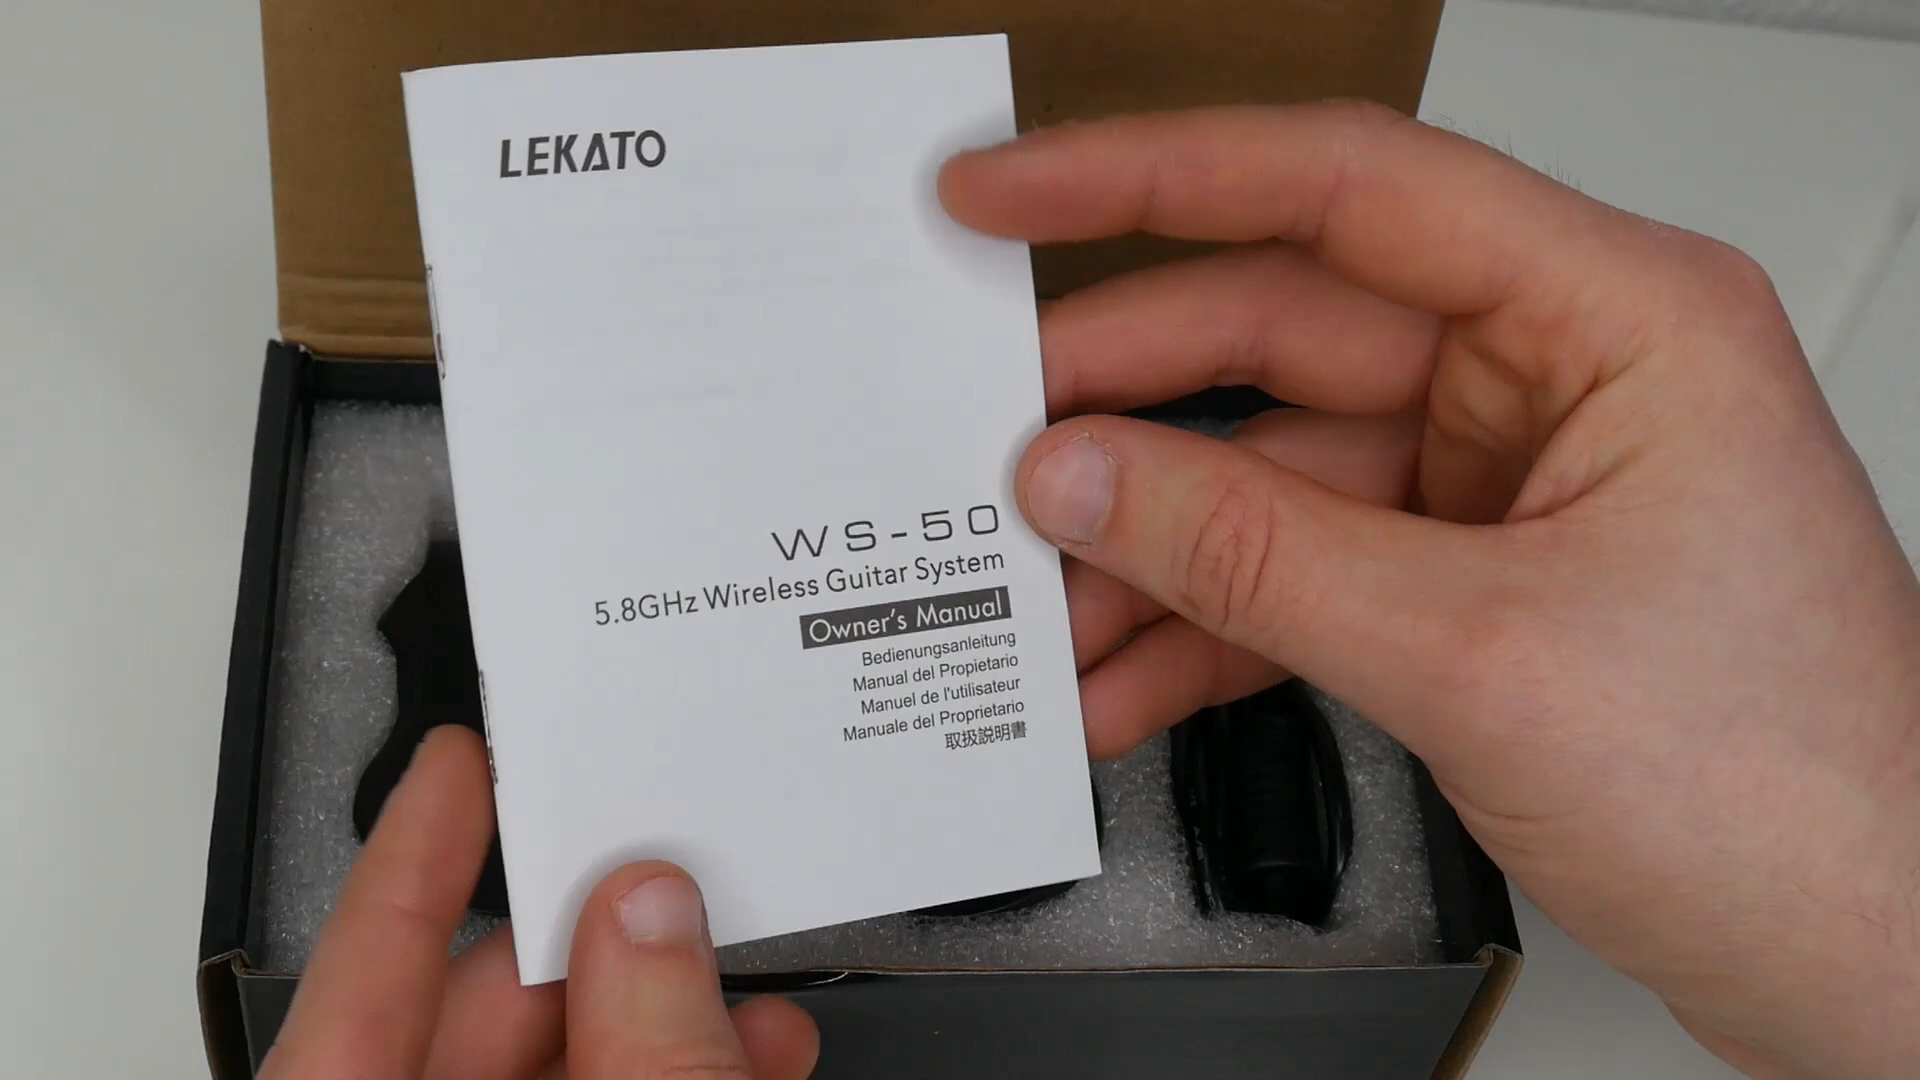 LEKATO
WS-50
5.8GHz Wireless Guitar System
Owner's Manual
Bedienungsanleitung
Manual del Propietario
Manuel de l'utilisateur
Manuale del Proprietario
取扱説明書